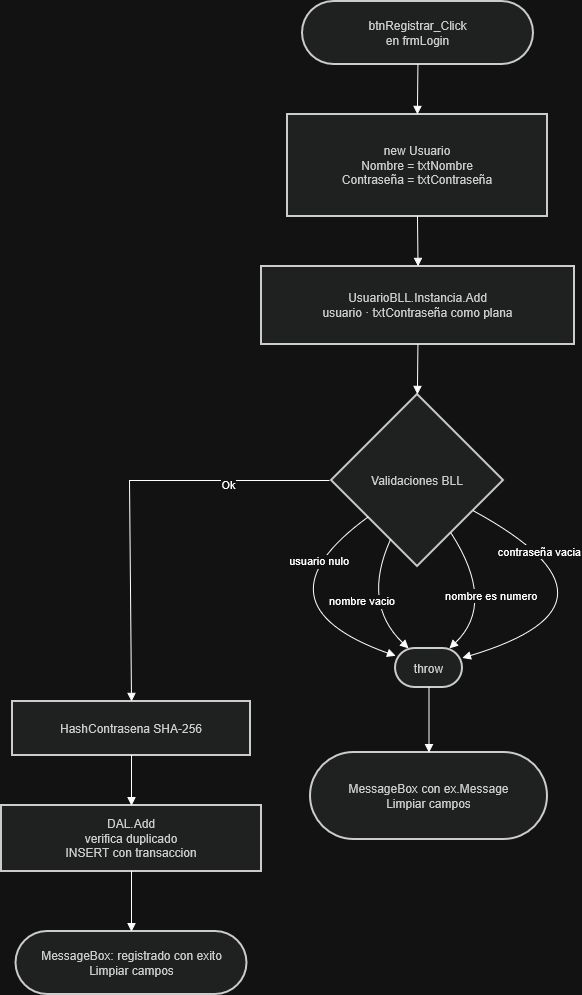 btnRegistrar_Click
en frmLogin
new Usuario
Nombre = txtNombre
Contraseña = txtContraseña
UsuarioBLL.Instancia.Add
usuario · txtContraseña como plana
Validaciones BLL
Ok
contraseña vacia
usuario nulo
nombre vacio
nombre es numero
throw
HashContrasena SHA-256
MessageBox con ex.Message
Limpiar campos
DAL.Add
verifica duplicado
INSERT con transaccion
MessageBox: registrado con exito
Limpiar campos